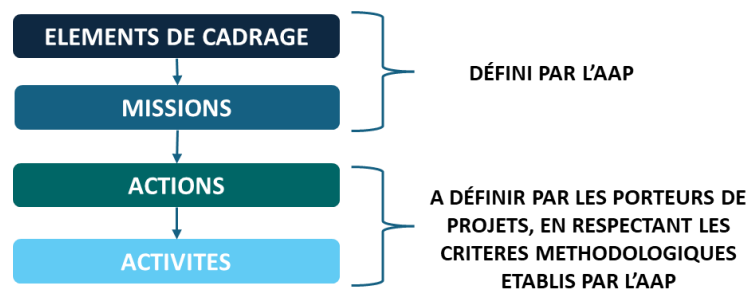 ELEMENTS DE CADRAGE
MISSIONS
DÉFINI PAR L'AAP
ACTIONS
ACTIVITES
A DÉFINIR PAR LES PORTEURS DE
PROJETS, EN RESPECTANT LES
CRITERES METHODOLOGIQUES
ETABLIS PAR L'AAP